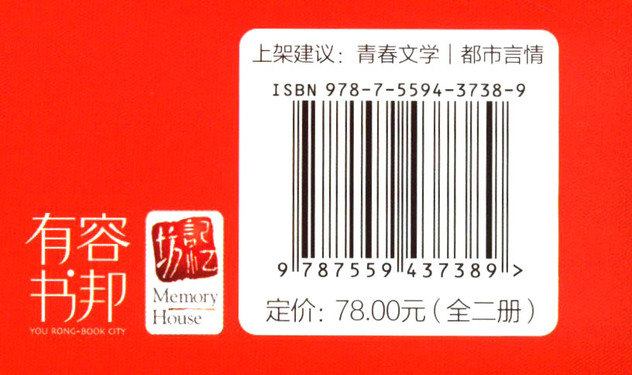 上架建议：青春文学｜都市言情
ISBN 978-7-5594-3738-9
9 787559 437389 >
定价：78.00元（全二册）
有容
书邦
YOU RONG-BOOK CITY
记忆坊
Memory
House